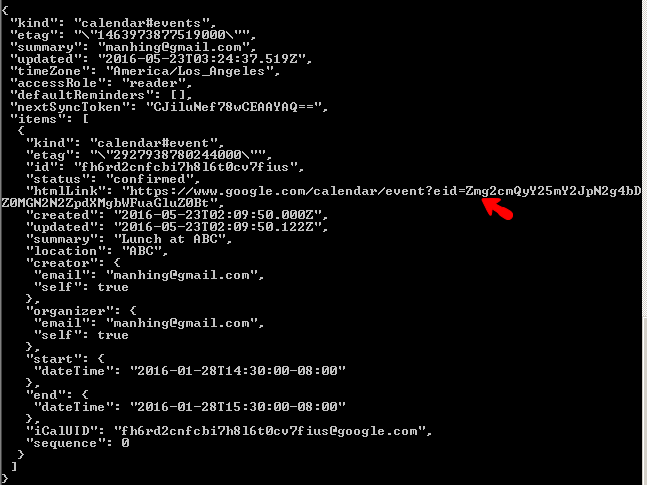 {
 "kind": "calendar#events",
 "etag": "\"1463973877519000\"",
 "summary": "manhing@gmail.com",
 "updated": "2016-05-23T03:24:37.519Z",
 "timeZone": "America/Los_Angeles",
 "accessRole": "reader",
 "defaultReminders": [],
 "nextSyncToken": "CJiluNef78wCEAAYAQ==",
 "items": [
  {
   "kind": "calendar#event",
   "etag": "\"2927938780244000\"",
   "id": "fh6rd2cnfcbi7h8l6t0cv7fius",
   "status": "confirmed",
   "htmlLink": "https://www.google.com/calendar/event?eid=Zmg2cmQyY25mY2JpN2g4bD
Z0MGN2N2ZpdXMgbWFuaGluZ0Bt",
   "created": "2016-05-23T02:09:50.000Z",
   "updated": "2016-05-23T02:09:50.122Z",
   "summary": "Lunch at ABC",
   "location": "ABC",
   "creator": {
    "email": "manhing@gmail.com",
    "self": true
   },
   "organizer": {
    "email": "manhing@gmail.com",
    "self": true
   },
   "start": {
    "dateTime": "2016-01-28T14:30:00-08:00"
   },
   "end": {
    "dateTime": "2016-01-28T15:30:00-08:00"
   },
   "iCalUID": "fh6rd2cnfcbi7h8l6t0cv7fius@google.com",
   "sequence": 0
  }
 ]
}